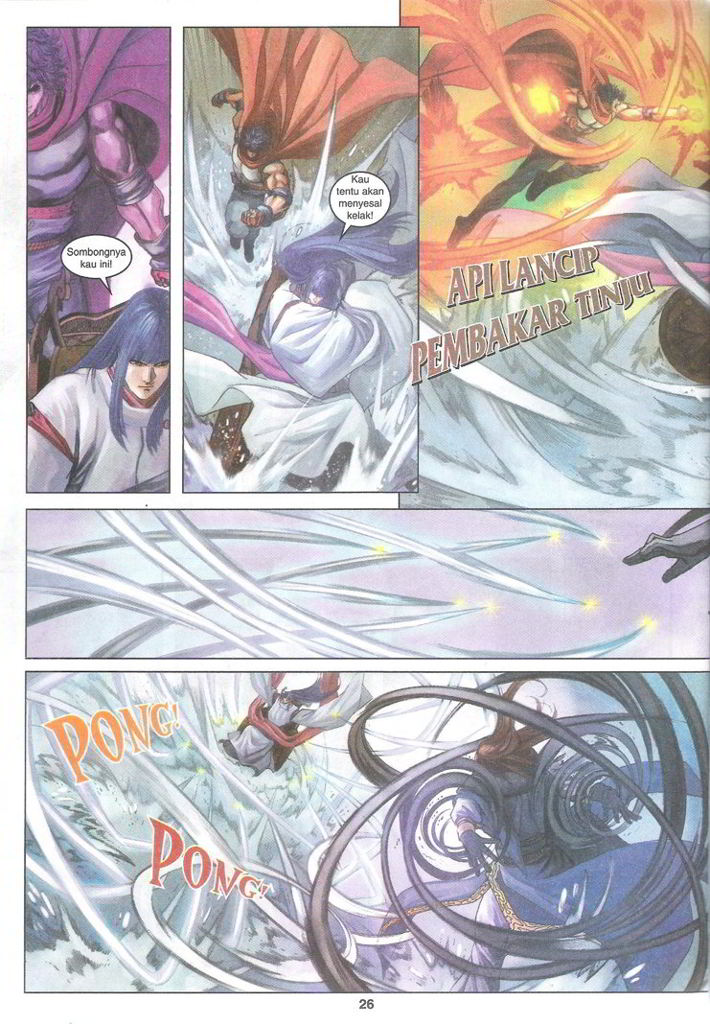 Sombongnya
kau ini!
Kau
tentu akan
menyesal
kelak!
API LANCIP
PEMBAKAR TINJU
PONG!
PONG!
26